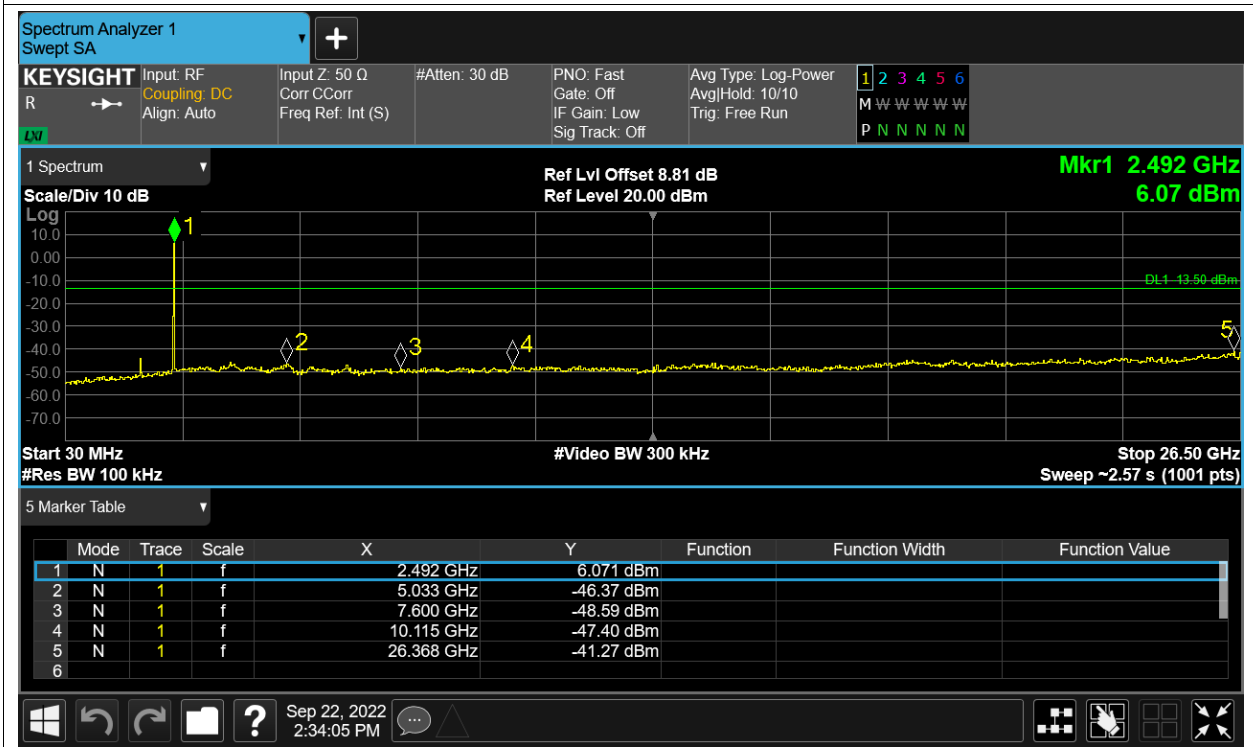 Spectrum Analyzer 1
Swept SA
KEYSIGHT
R
LXI
Input: RF
Coupling: DC
Align: Auto
Input Z: 50 Ω
Corr CCorr
Freq Ref: Int (S)
#Atten: 30 dB
PNO: Fast
Gate: Off
IF Gain: Low
Sig Track: Off
Avg Type: Log-Power
Avg|Hold: 10/10
Trig: Free Run
1 2 3 4 5 6
M W W W W W
P N N N N N
1 Spectrum
Scale/Div 10 dB
Ref Lvl Offset 8.81 dB
Ref Level 20.00 dBm
Mkr1 2.492 GHz
6.07 dBm
Log
10.0
0.00
-10.0
-20.0
-30.0
-40.0
-50.0
-60.0
-70.0
1
2
3
4
5
DL1 -13.50 dBm
Start 30 MHz
#Res BW 100 kHz
#Video BW 300 kHz
Stop 26.50 GHz
Sweep ~2.57 s (1001 pts)
5 Marker Table
Mode Trace Scale X Y Function Function Width Function Value
1 N 1 f 2.492 GHz 6.071 dBm
2 N 1 f 5.033 GHz -46.37 dBm
3 N 1 f 7.600 GHz -48.59 dBm
4 N 1 f 10.115 GHz -47.40 dBm
5 N 1 f 26.368 GHz -41.27 dBm
6
?
Sep 22, 2022
2:34:05 PM